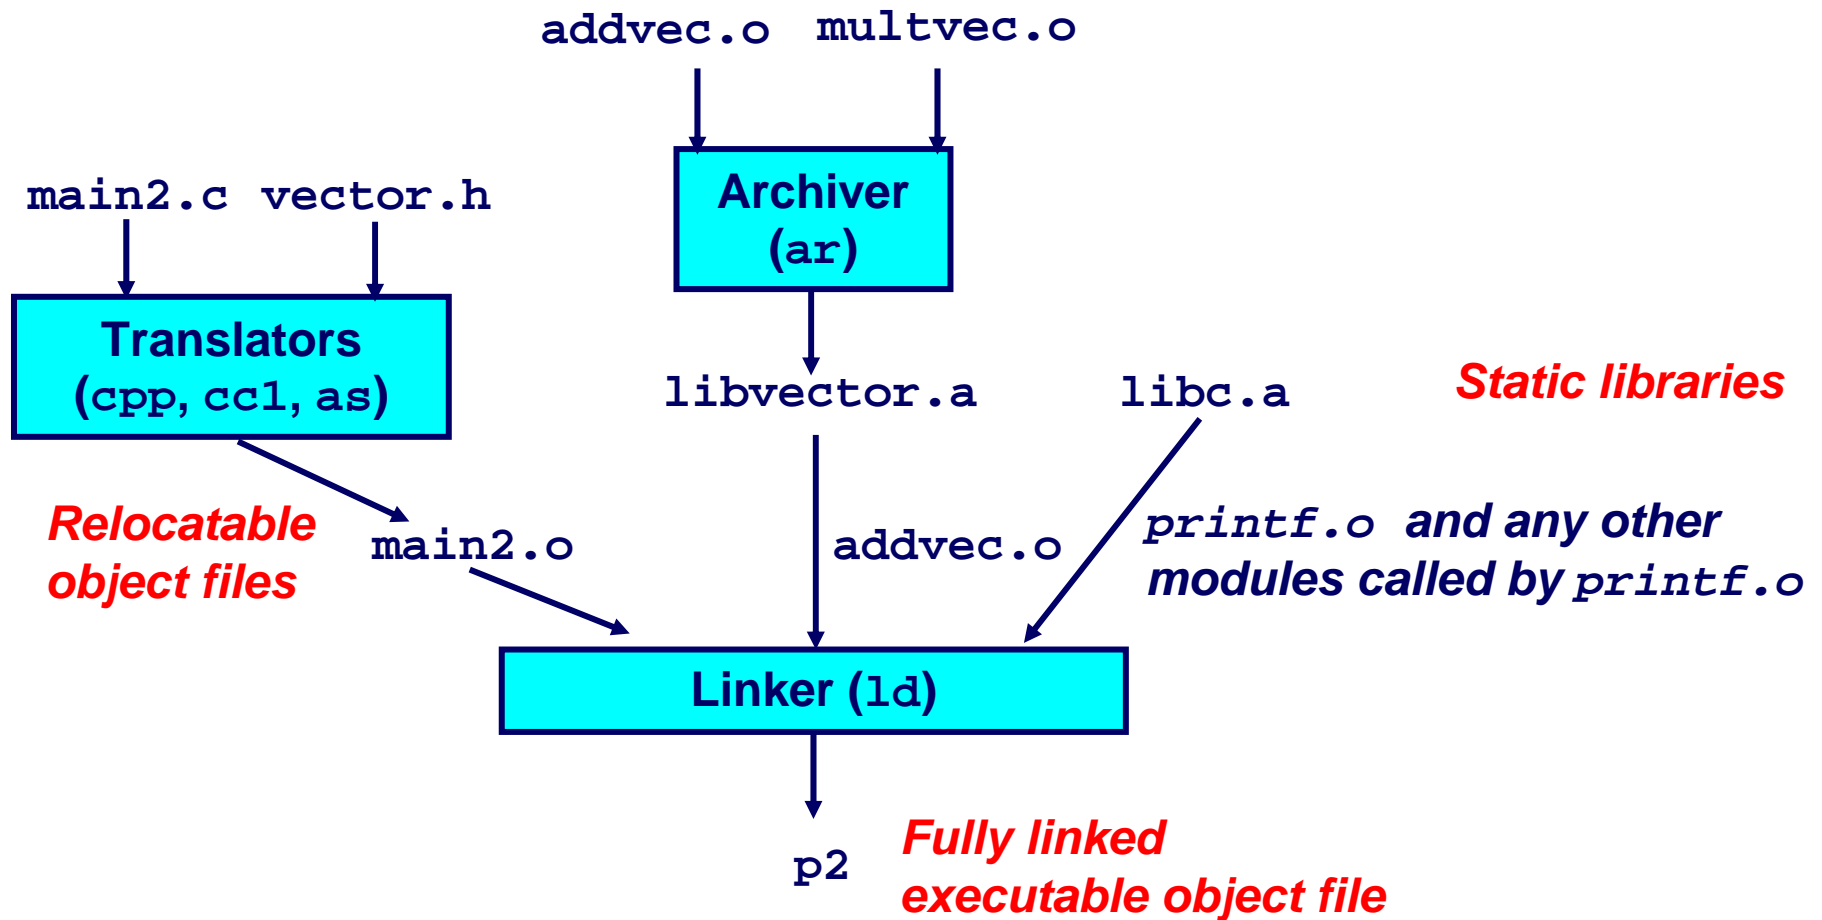 addvec.o multvec.o
Archiver
(ar)
main2.c vector.h
Translators
(cpp, cc1, as)
libvector.a
libc.a
Static libraries
Relocatable
object files
main2.o
addvec.o
printf.o and any other
modules called by printf.o
Linker (ld)
p2
Fully linked
executable object file